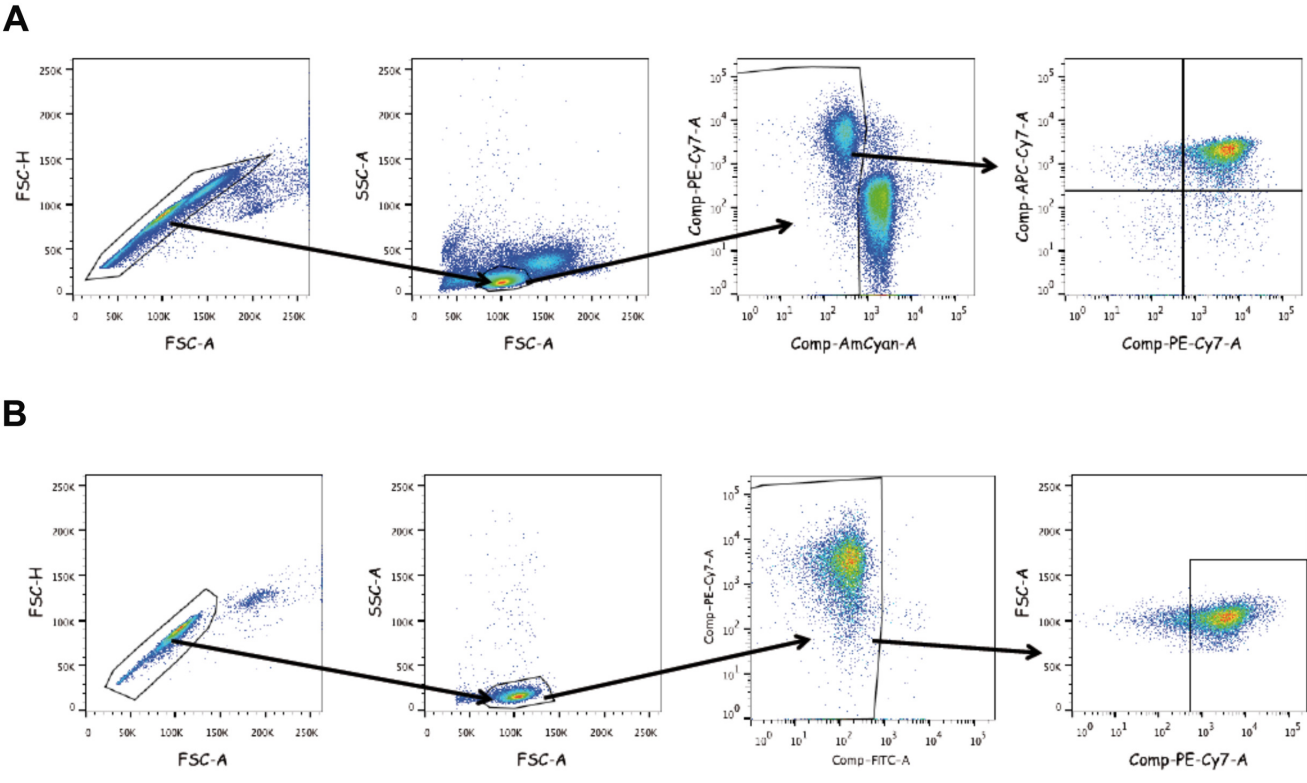 A
250K
200K
150K
100K
50K
0
FSC-H
0 50K 100K 150K 200K 250K
FSC-A
250K
200K
150K
100K
50K
0
SSC-A
0 50K 100K 150K 200K 250K
FSC-A
10^5
10^4
10^3
10^2
10^1
10^0
Comp-PE-Cy7-A
10^0 10^1 10^2 10^3 10^4 10^5
Comp-AmCyan-A
10^5
10^4
10^3
10^2
10^1
10^0
Comp-APC-Cy7-A
10^0 10^1 10^2 10^3 10^4 10^5
Comp-PE-Cy7-A
B
250K
200K
150K
100K
50K
0
FSC-H
0 50K 100K 150K 200K 250K
FSC-A
250K
200K
150K
100K
50K
0
SSC-A
0 50K 100K 150K 200K 250K
FSC-A
10^5
10^4
10^3
10^2
10^1
10^0
Comp-PE-Cy7-A
10^0 10^1 10^2 10^3 10^4 10^5
Comp-FITC-A
250K
200K
150K
100K
50K
0
FSC-A
10^0 10^1 10^2 10^3 10^4 10^5
Comp-PE-Cy7-A